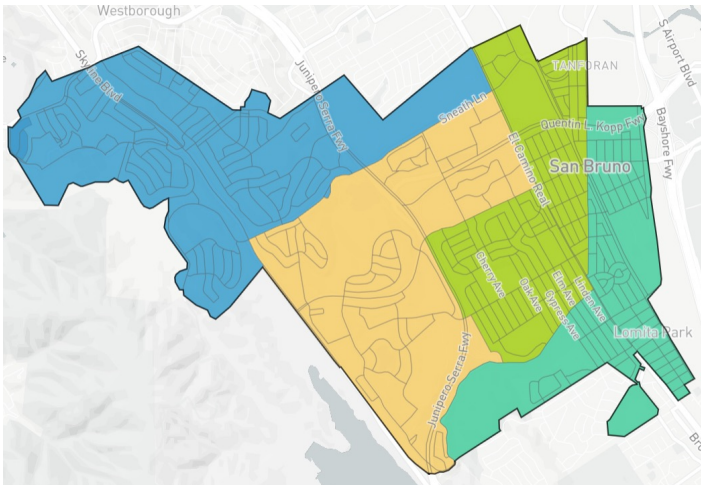 Westborough
Skyline Blvd
Junipero Serra Fwy
S Airport Blvd
TANFORAN
Sneath Ln
Quentin L. Kopp Fwy
Bayshore Fwy
El Camino Real
San Bruno
Cherry Ave
Oak Ave
Elm Ave
Cypress Ave
Linden Ave
Lomita Park
Junipero Serra Fwy